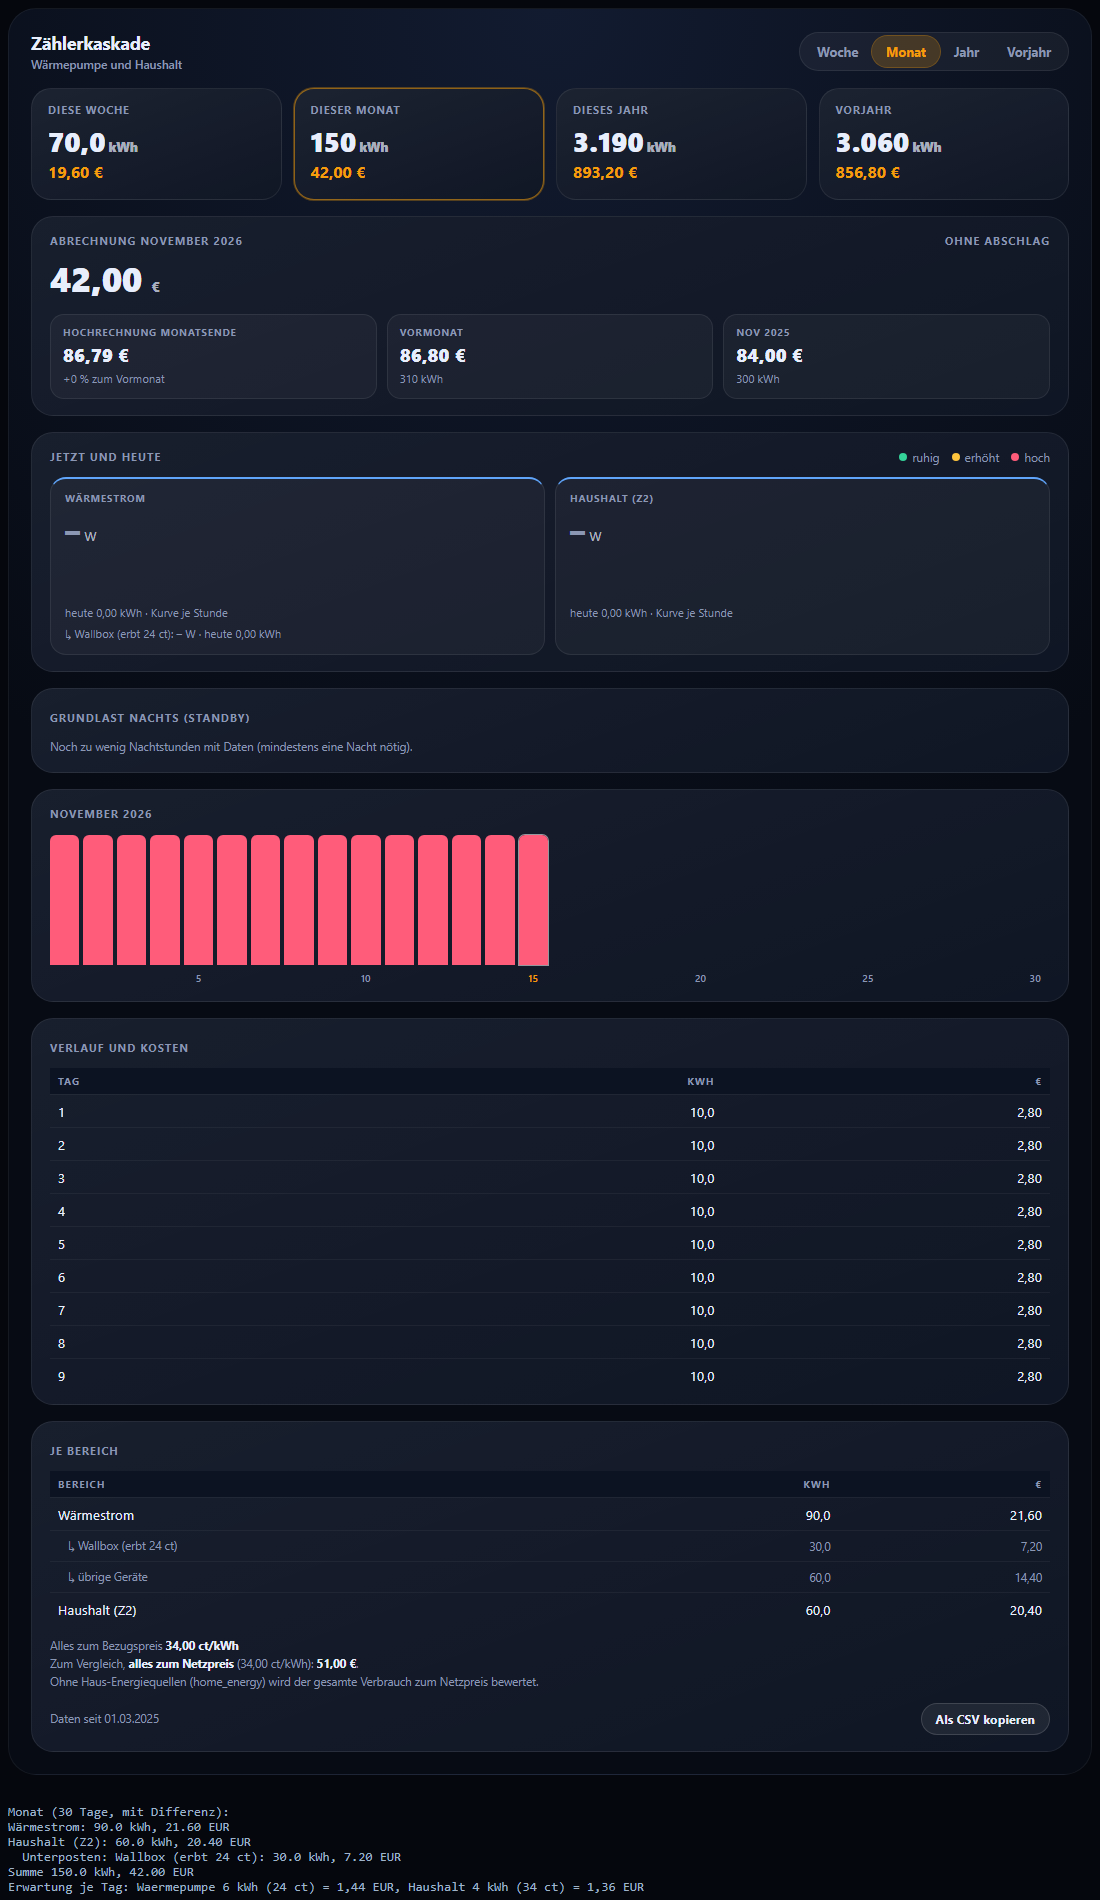 Zählerkaskade
Wärmepumpe und Haushalt
Woche Monat Jahr Vorjahr
DIESE WOCHE
70,0 kWh
19,60 €
DIESER MONAT
150 kWh
42,00 €
DIESES JAHR
3.190 kWh
893,20 €
VORJAHR
3.060 kWh
856,80 €
ABRECHNUNG NOVEMBER 2026
OHNE ABSCHLAG
42,00 €
HOCHRECHNUNG MONATSENDE
86,79 €
+0 % zum Vormonat
VORMONAT
86,80 €
310 kWh
NOV 2025
84,00 €
300 kWh
JETZT UND HEUTE
ruhig erhöht hoch
WÄRMESTROM
– W
heute 0,00 kWh · Kurve je Stunde
↳ Wallbox (erbt 24 ct): – W · heute 0,00 kWh
HAUSHALT (Z2)
– W
heute 0,00 kWh · Kurve je Stunde
GRUNDLAST NACHTS (STANDBY)
Noch zu wenig Nachtstunden mit Daten (mindestens eine Nacht nötig).
NOVEMBER 2026
5 10 15 20 25 30
VERLAUF UND KOSTEN
TAG KWH €
1 10,0 2,80
2 10,0 2,80
3 10,0 2,80
4 10,0 2,80
5 10,0 2,80
6 10,0 2,80
7 10,0 2,80
8 10,0 2,80
9 10,0 2,80
JE BEREICH
BEREICH KWH €
Wärmestrom 90,0 21,60
↳ Wallbox (erbt 24 ct) 30,0 7,20
↳ übrige Geräte 60,0 14,40
Haushalt (Z2) 60,0 20,40
Alles zum Bezugspreis 34,00 ct/kWh
Zum Vergleich, alles zum Netzpreis (34,00 ct/kWh): 51,00 €.
Ohne Haus-Energiequellen (home_energy) wird der gesamte Verbrauch zum Netzpreis bewertet.
Daten seit 01.03.2025
Als CSV kopieren
Monat (30 Tage, mit Differenz):
Wärmestrom: 90.0 kWh, 21.60 EUR
Haushalt (Z2): 60.0 kWh, 20.40 EUR
Unterposten: Wallbox (erbt 24 ct): 30.0 kWh, 7.20 EUR
Summe 150.0 kWh, 42.00 EUR
Erwartung je Tag: Waermepumpe 6 kWh (24 ct) = 1,44 EUR, Haushalt 4 kWh (34 ct) = 1,36 EUR